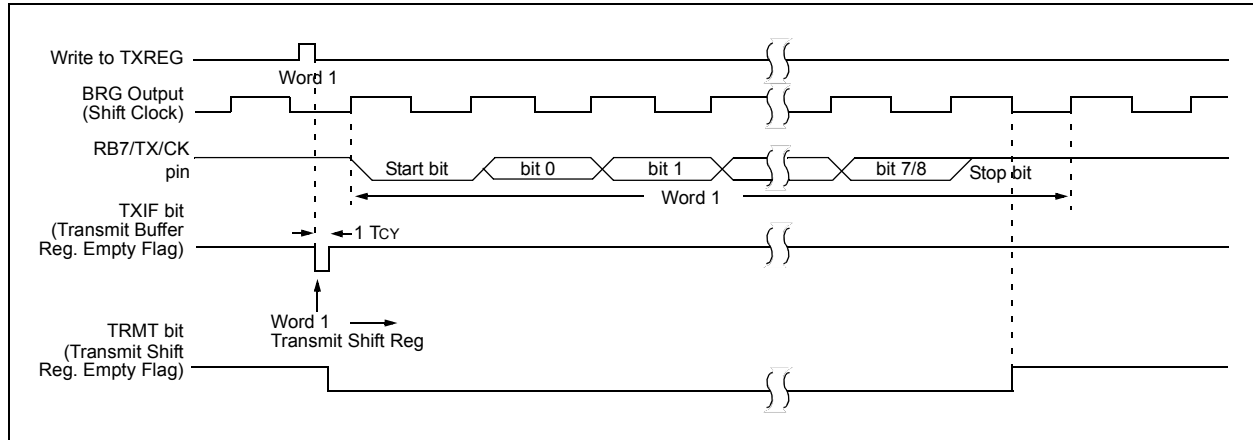 Write to TXREG
Word 1
BRG Output
(Shift Clock)
RB7/TX/CK
pin
Start bit
bit 0
bit 1
bit 7/8
Stop bit
Word 1
TXIF bit
(Transmit Buffer
Reg. Empty Flag)
1 TCY
Word 1
Transmit Shift Reg
TRMT bit
(Transmit Shift
Reg. Empty Flag)